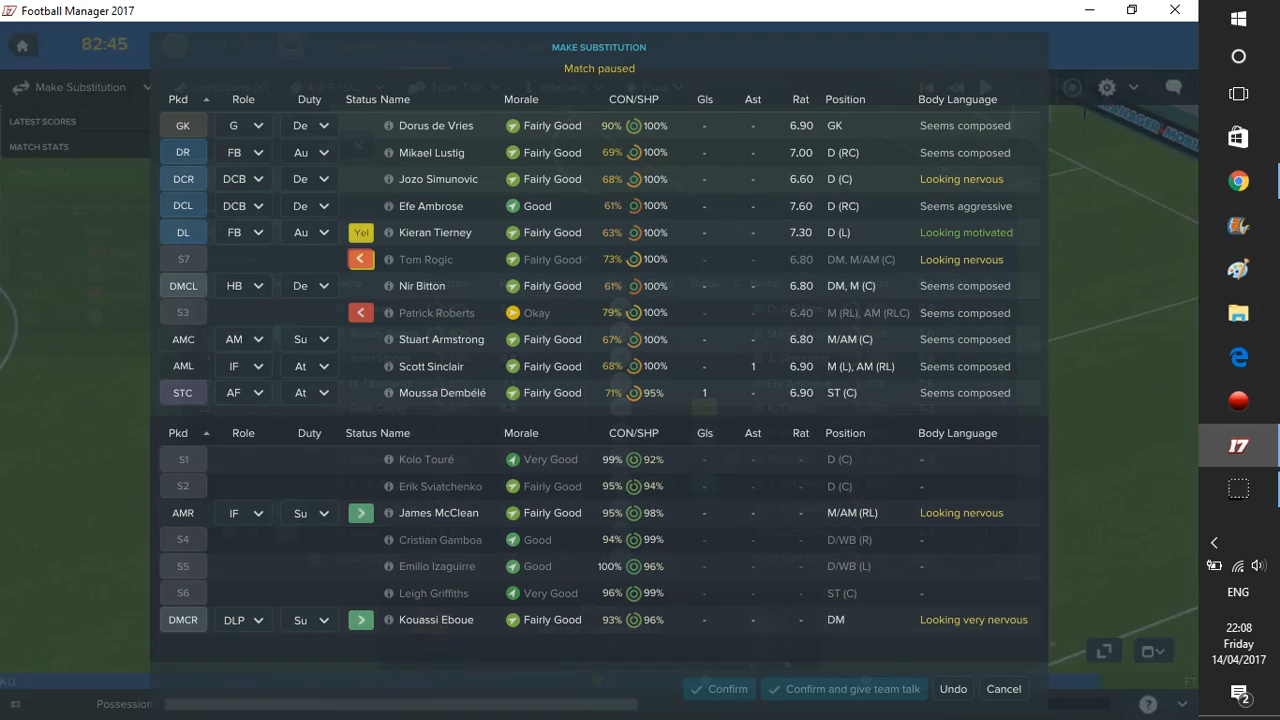 Football Manager 2017
82:45
1 - 1
MAKE SUBSTITUTION
Match paused
Make Substitution
Team Talk
Attacking
LATEST SCORES
MATCH STATS
Pkd Role Duty Status Name Morale CON/SHP Gls Ast Rat Position Body Language
GK G De Dorus de Vries Fairly Good 90% 100% - - 6.90 GK Seems composed
DR FB Au Mikael Lustig Fairly Good 69% 100% - - 7.00 D (RC) Seems composed
DCR DCB De Jozo Simunovic Fairly Good 68% 100% - - 6.60 D (C) Looking nervous
DCL DCB De Efe Ambrose Good 61% 100% - - 7.60 D (RC) Seems aggressive
DL FB Au Yel Kieran Tierney Fairly Good 63% 100% - - 7.30 D (L) Looking motivated
S7 Tom Rogic Fairly Good 73% 100% - - 6.80 DM, M/AM (C) Looking nervous
DMCL HB De Nir Bitton Fairly Good 61% 100% - - 6.80 DM, M (C) Seems composed
S3 Patrick Roberts Okay 79% 100% - - 6.40 M (RL), AM (RLC) Seems composed
AMC AM Su Stuart Armstrong Fairly Good 67% 100% - - 6.80 M/AM (C) Seems composed
AML IF At Scott Sinclair Fairly Good 68% 100% - 1 6.90 M (L), AM (RL) Seems composed
STC AF At Moussa Dembélé Fairly Good 71% 95% 1 - 6.90 ST (C) Seems composed
Pkd Role Duty Status Name Morale CON/SHP Gls Ast Rat Position Body Language
S1 Kolo Touré Very Good 99% 92% - - - D (C) -
S2 Erik Sviatchenko Fairly Good 95% 94% - - - D (C) -
AMR IF Su James McClean Fairly Good 95% 98% - - - M/AM (RL) Looking nervous
S4 Cristian Gamboa Good 94% 99% - - - D/WB (R) -
S5 Emilio Izaguirre Good 100% 96% - - - D/WB (L) -
S6 Leigh Griffiths Very Good 96% 99% - - - ST (C) -
DMCR DLP Su Kouassi Eboue Fairly Good 93% 96% - - - DM Looking very nervous
Confirm Confirm and give team talk Undo Cancel
KO
FT
Possession
17
ENG
22:08
Friday
14/04/2017
2